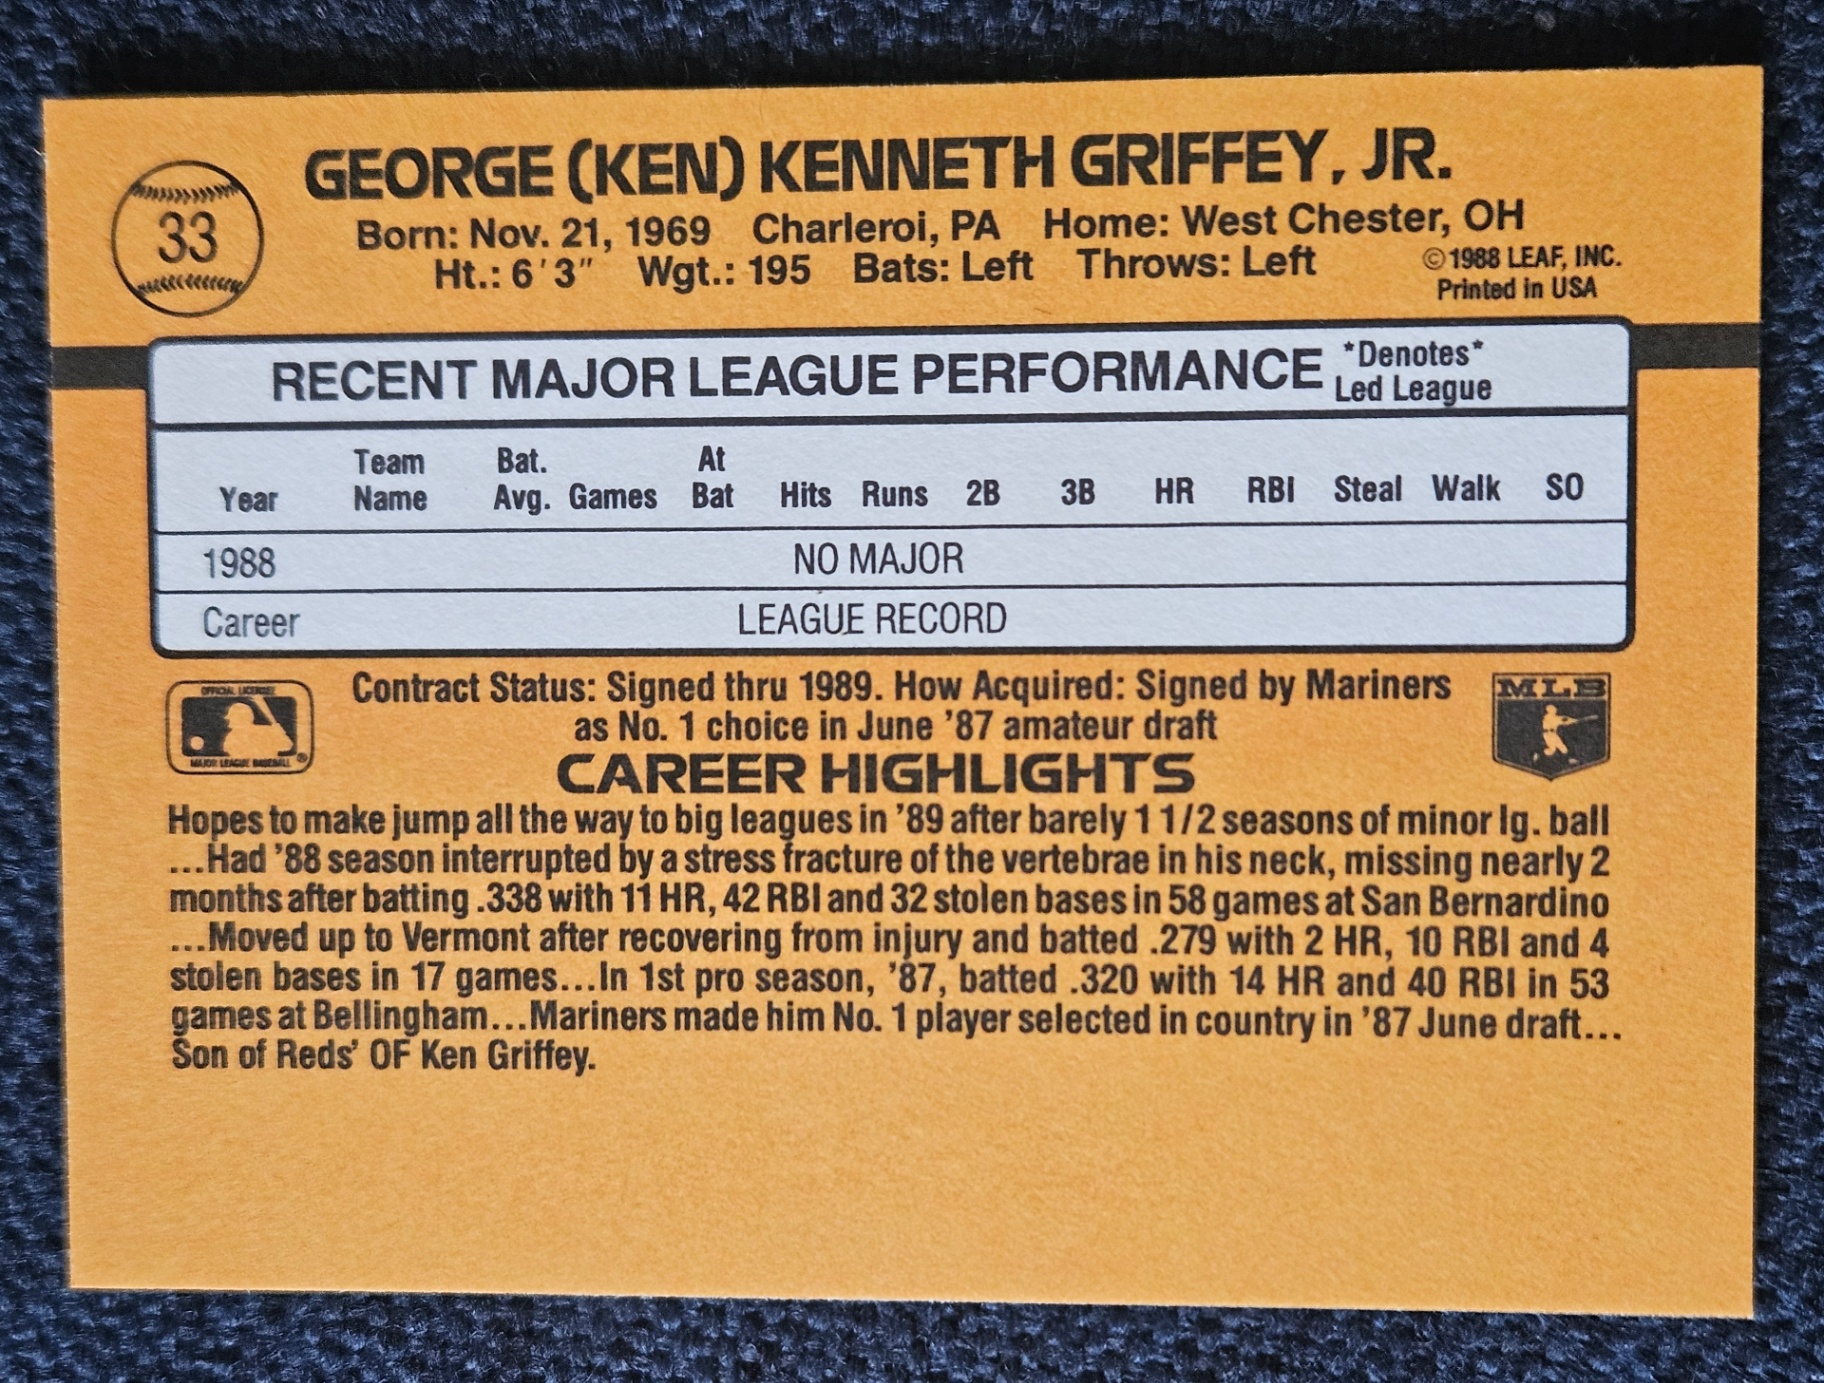 33
GEORGE (KEN) KENNETH GRIFFEY, JR.
Born: Nov. 21, 1969 Charleroi, PA Home: West Chester, OH
Ht.: 6'3" Wgt.: 195 Bats: Left Throws: Left
©1988 LEAF, INC.
Printed in USA
RECENT MAJOR LEAGUE PERFORMANCE *Denotes* Led League
Year Team Name Bat. Avg. Games At Bat Hits Runs 2B 3B HR RBI Steal Walk SO
1988 NO MAJOR
Career LEAGUE RECORD
OFFICIAL LICENSEE
MAJOR LEAGUE BASEBALL ®
Contract Status: Signed thru 1989. How Acquired: Signed by Mariners
as No. 1 choice in June '87 amateur draft
MLB
CAREER HIGHLIGHTS
Hopes to make jump all the way to big leagues in '89 after barely 1 1/2 seasons of minor lg. ball
...Had '88 season interrupted by a stress fracture of the vertebrae in his neck, missing nearly 2
months after batting .338 with 11 HR, 42 RBI and 32 stolen bases in 58 games at San Bernardino
...Moved up to Vermont after recovering from injury and batted .279 with 2 HR, 10 RBI and 4
stolen bases in 17 games...In 1st pro season, '87, batted .320 with 14 HR and 40 RBI in 53
games at Bellingham...Mariners made him No. 1 player selected in country in '87 June draft...
Son of Reds' OF Ken Griffey.